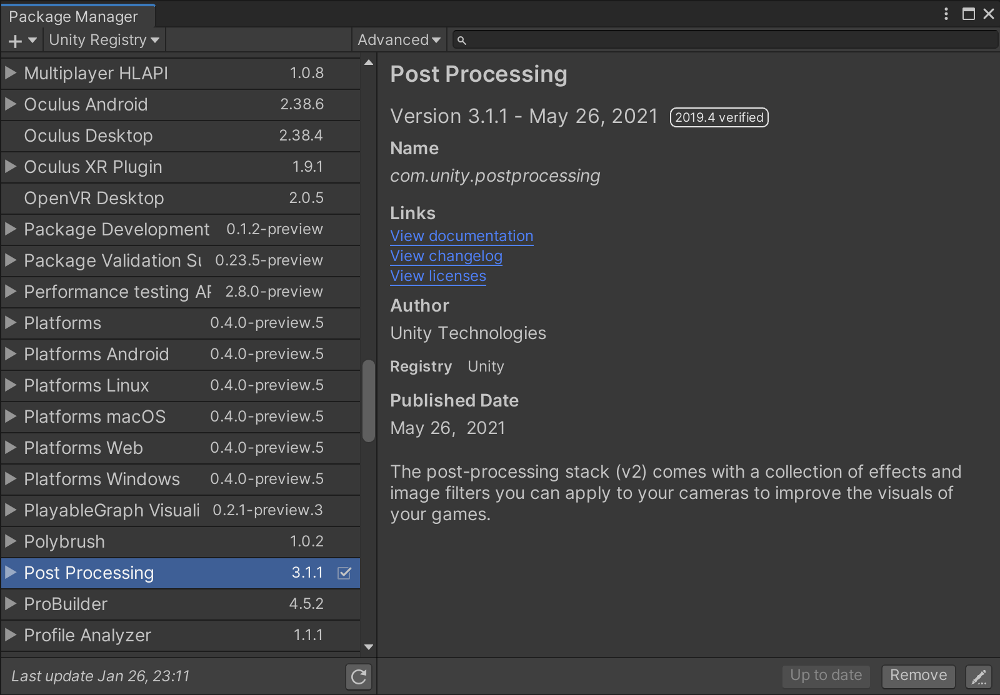 Package Manager
Unity Registry
Advanced
Multiplayer HLAPI 1.0.8
Oculus Android 2.38.6
Oculus Desktop 2.38.4
Oculus XR Plugin 1.9.1
OpenVR Desktop 2.0.5
Package Development 0.1.2-preview
Package Validation Su 0.23.5-preview
Performance testing AP 2.8.0-preview
Platforms 0.4.0-preview.5
Platforms Android 0.4.0-preview.5
Platforms Linux 0.4.0-preview.5
Platforms macOS 0.4.0-preview.5
Platforms Web 0.4.0-preview.5
Platforms Windows 0.4.0-preview.5
PlayableGraph Visuali 0.2.1-preview.3
Polybrush 1.0.2
Post Processing 3.1.1
ProBuilder 4.5.2
Profile Analyzer 1.1.1
Last update Jan 26, 23:11
Post Processing
Version 3.1.1 - May 26, 2021 2019.4 verified
Name
com.unity.postprocessing
Links
View documentation
View changelog
View licenses
Author
Unity Technologies
Registry Unity
Published Date
May 26, 2021
The post-processing stack (v2) comes with a collection of effects and
image filters you can apply to your cameras to improve the visuals of
your games.
Up to date
Remove